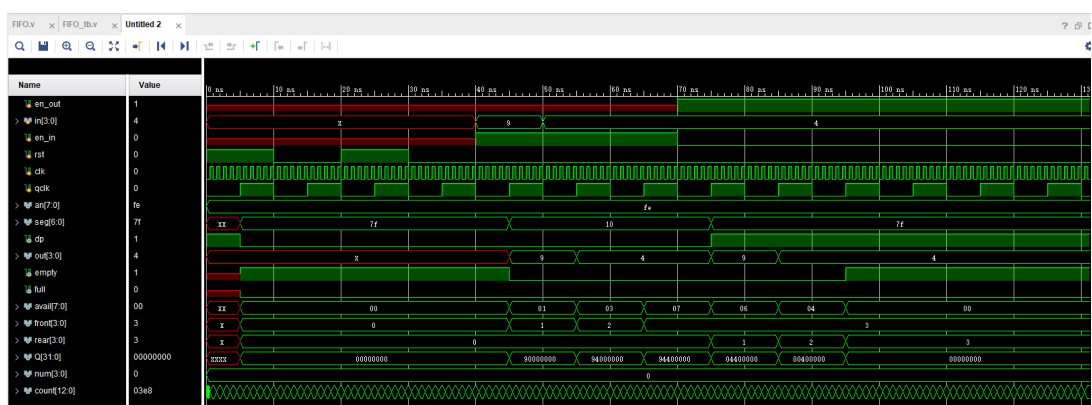 FIFO.v × FIFO_tb.v × Untitled 2 × ?
Name Value 0 ns 10 ns 20 ns 30 ns 40 ns 50 ns 60 ns 70 ns 80 ns 90 ns 100 ns 110 ns 120 ns
en_out 1
in[3:0] 4 X 9 4
en_in 0
rst 0
clk 0
qclk 0
an[7:0] fe fe
seg[6:0] 7f XX 7f 10 7f
dp 1
out[3:0] 4 X 9 4 9 4
empty 1
full 0
avail[7:0] 00 XX 00 01 03 07 06 04 00
front[3:0] 3 X 0 1 2 3
rear[3:0] 3 X 0 1 2 3
Q[31:0] 00000000 XXXX 00000000 90000000 94000000 94400000 04400000 00400000 00000000
num[3:0] 0 0
count[12:0] 03e8